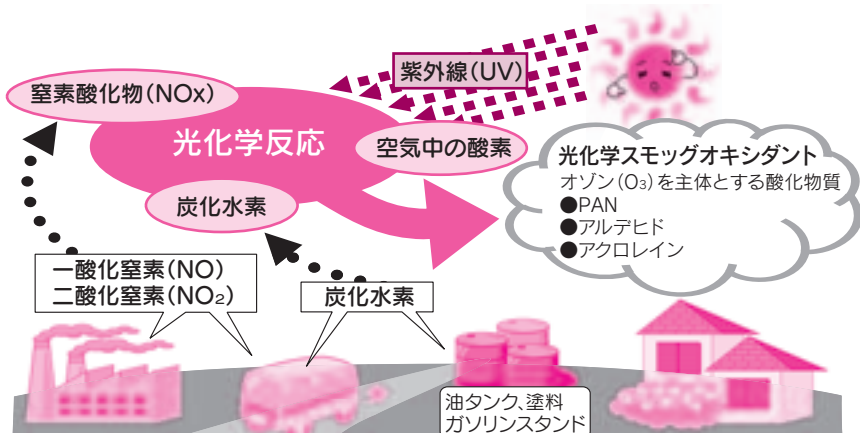 紫外線(UV)
窒素酸化物(NOx)
光化学反応
空気中の酸素
炭化水素
光化学スモッグオキシダント
オゾン(O₃)を主体とする酸化物質
●PAN
●アルデヒド
●アクロレイン
一酸化窒素(NO)
二酸化窒素(NO₂)
炭化水素
油タンク、塗料
ガソリンスタンド